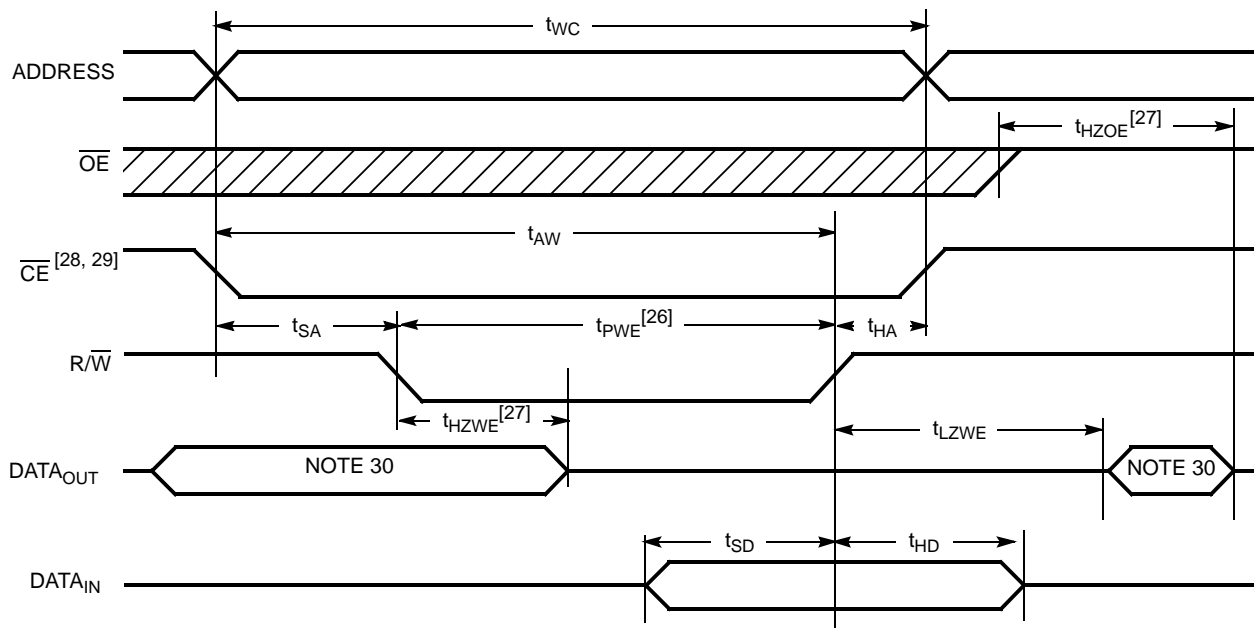 tWC
ADDRESS
tHZOE[27]
OE
tAW
CE [28, 29]
tSA
tPWE[26]
tHA
R/W
tHZWE[27]
tLZWE
DATAOUT
NOTE 30
NOTE 30
tSD
tHD
DATAIN